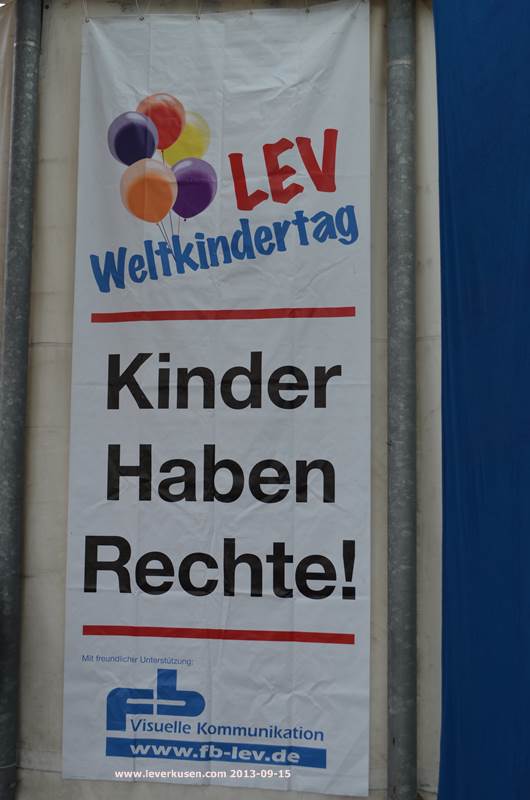 LEV
Weltkindertag
Kinder
Haben
Rechte!
Mit freundlicher Unterstützung:
fb
Visuelle Kommunikation
www.fb-lev.de
www.leverkusen.com 2013-09-15